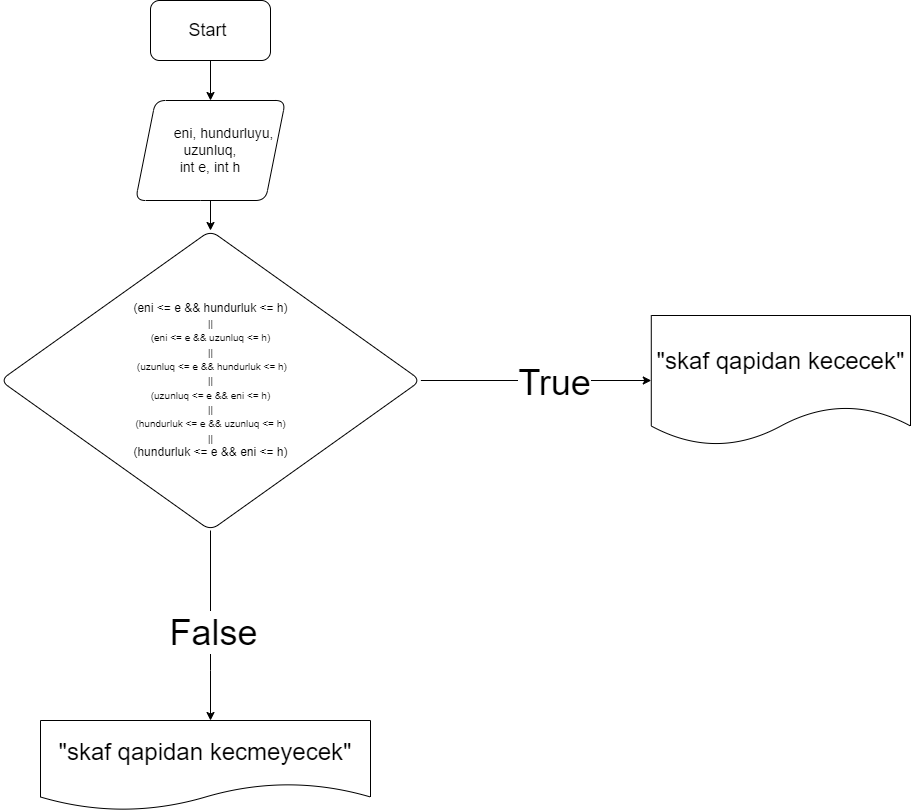 Start
eni, hundurluyu,
uzunluq,
int e, int h
(eni <= e && hundurluk <= h)
||
(eni <= e && uzunluq <= h)
||
(uzunluq <= e && hundurluk <= h)
||
(uzunluq <= e && eni <= h)
||
(hundurluk <= e && uzunluq <= h)
||
(hundurluk <= e && eni <= h)
True
"skaf qapidan kececek"
False
"skaf qapidan kecmeyecek"